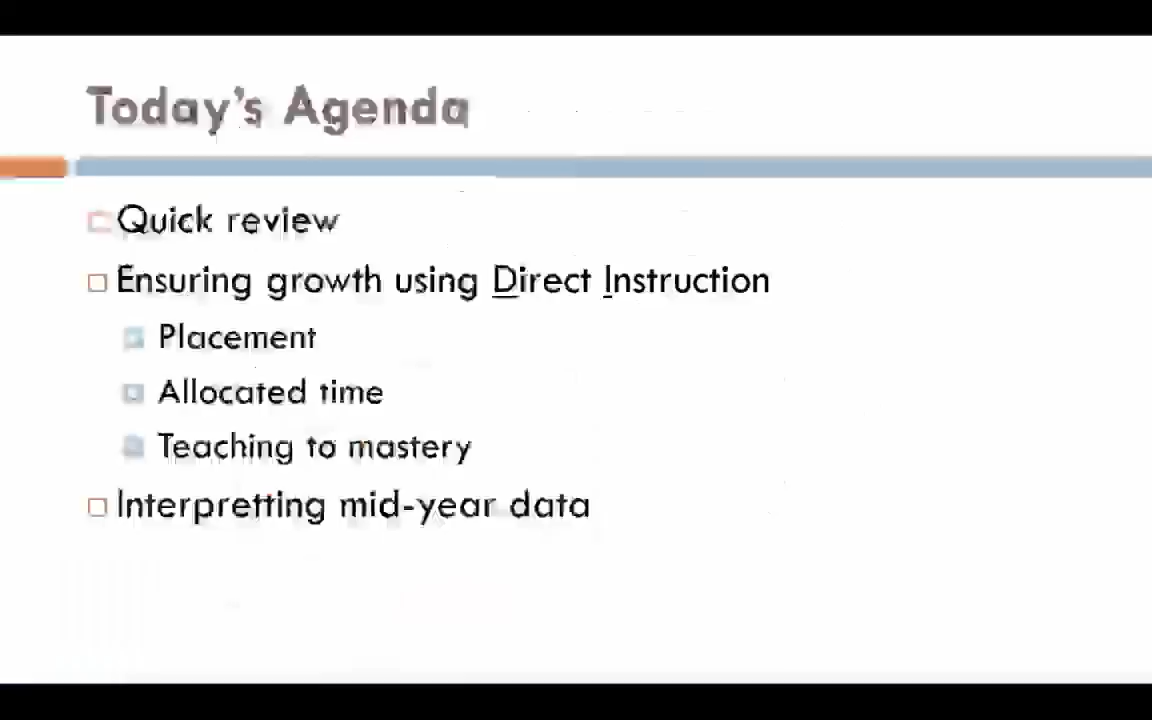 Today's Agenda
Quick review
Ensuring growth using Direct Instruction
Placement
Allocated time
Teaching to mastery
Interpretting mid-year data